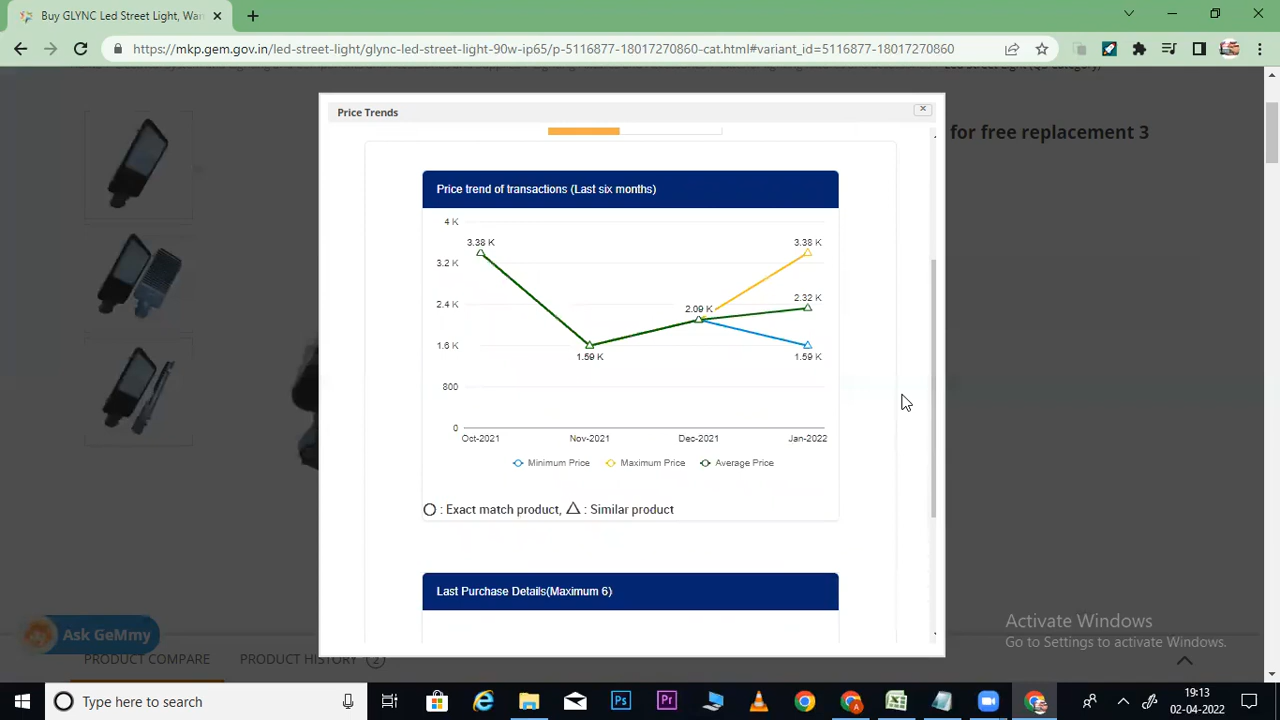 Buy GLYNC Led Street Light, War
https://mkp.gem.gov.in/led-street-light/glync-led-street-light-90w-ip65/p-5116877-18017270860-cat.html#variant_id=5116877-18017270860
Price Trends
for free replacement 3
Price trend of transactions (Last six months)
4 K
3.38 K
3.38 K
3.2 K
2.32 K
2.4 K
2.09 K
1.6 K
1.59 K
1.59 K
800
0
Oct-2021
Nov-2021
Dec-2021
Jan-2022
Minimum Price
Maximum Price
Average Price
: Exact match product, : Similar product
Last Purchase Details(Maximum 6)
Activate Windows
Go to Settings to activate Windows.
Ask GeMmy
PRODUCT COMPARE
PRODUCT HISTORY 2
Type here to search
Ps
Pr
19:13
02-04-2022